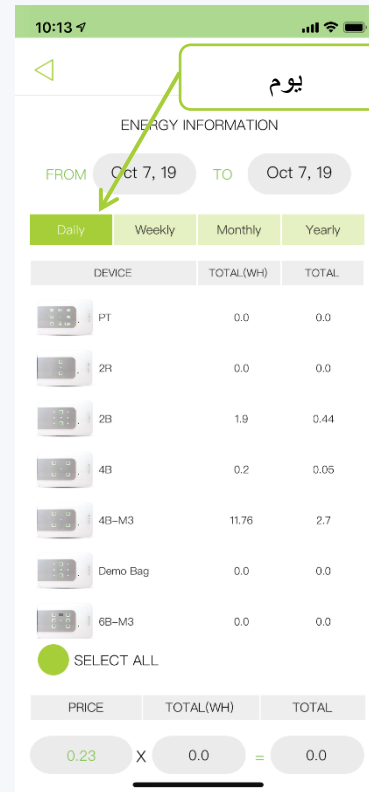 10:13
يوم
ENERGY INFORMATION
FROM Oct 7, 19 TO Oct 7, 19
Daily Weekly Monthly Yearly
DEVICE TOTAL(WH) TOTAL
PT 0.0 0.0
2R 0.0 0.0
2B 1.9 0.44
4B 0.2 0.05
4B-M3 11.76 2.7
Demo Bag 0.0 0.0
6B-M3 0.0 0.0
SELECT ALL
PRICE TOTAL(WH) TOTAL
0.23 X 0.0 = 0.0